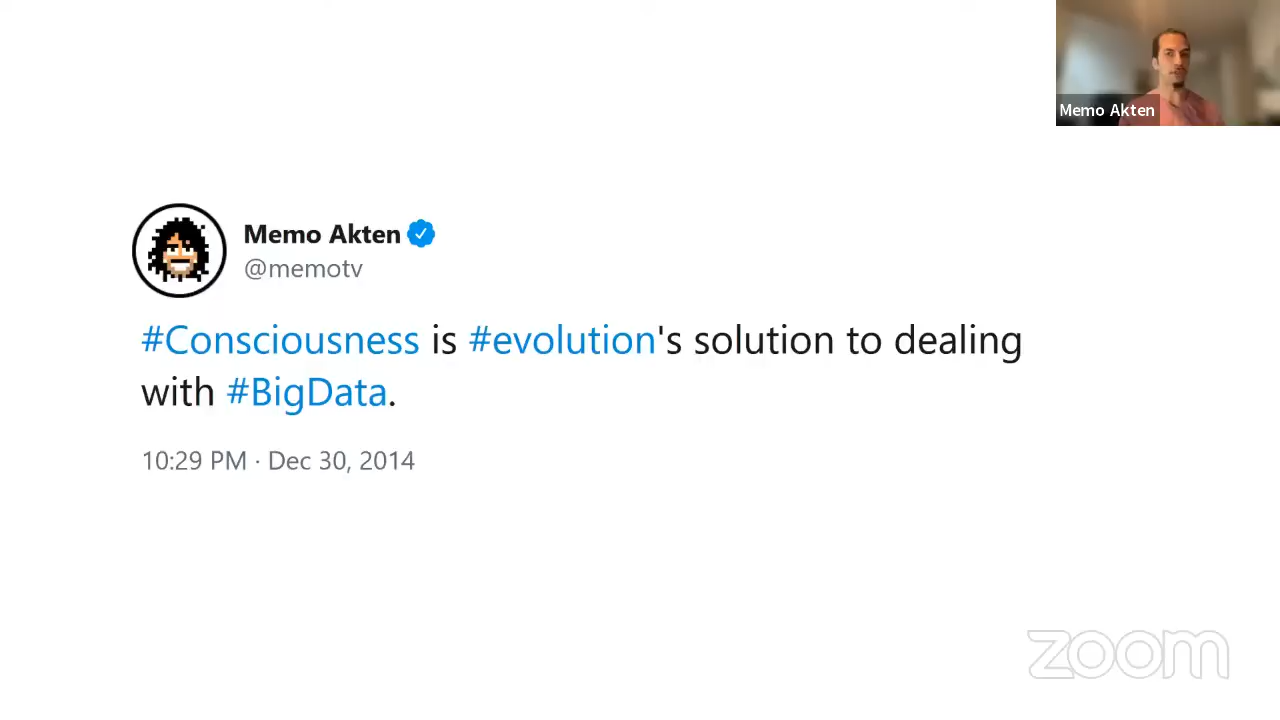 Memo Akten
Memo Akten
@memotv
#Consciousness is #evolution's solution to dealing
with #BigData.
10:29 PM · Dec 30, 2014
zoom